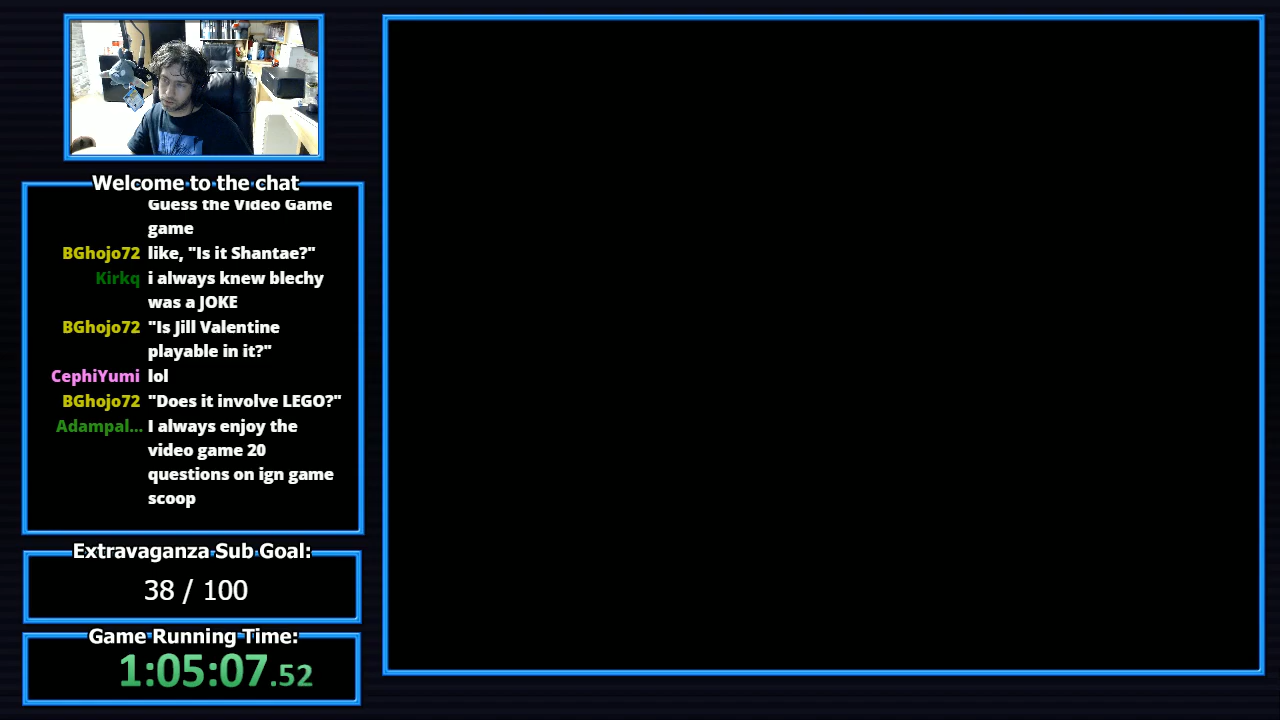 Welcome to the chat
Guess the Video Game
game
BGhojo72 like, "Is it Shantae?"
Kirkq i always knew blechy
was a JOKE
BGhojo72 "Is Jill Valentine
playable in it?"
CephiYumi lol
BGhojo72 "Does it involve LEGO?"
Adampal... I always enjoy the
video game 20
questions on ign game
scoop
Extravaganza Sub Goal:
38 / 100
Game Running Time:
1:05:07.52